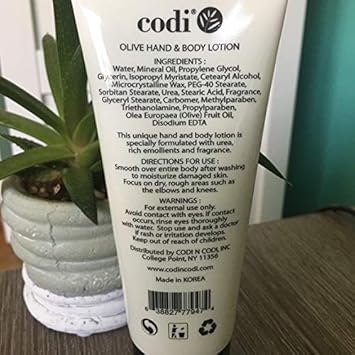 codi®
OLIVE HAND & BODY LOTION
INGREDIENTS :
Water, Mineral Oil, Propylene Glycol,
Glycerin, Isopropyl Myristate, Cetearyl Alcohol,
Microcrystalline Wax, PEG-40 Stearate,
Sorbitan Stearate, Urea, Stearic Acid, Fragrance,
Glyceryl Stearate, Carbomer, Methylparaben,
Triethanolamine, Propylparaben,
Olea Europaea (Olive) Fruit Oil,
Disodium EDTA
This unique hand and body lotion is
specially formulated with urea,
rich emollients and fragrance.
DIRECTIONS FOR USE :
Smooth over entire body after washing
to moisturize damaged skin.
Focus on dry, rough areas such as
the elbows and knees.
WARNINGS :
For external use only.
Avoid contact with eyes. If contact
occurs, rinse eyes thoroughly
with water. Stop use and ask a doctor
if rash or irritation develops.
Keep out of reach of children.
Distributed by CODI N CODI, INC
College Point, NY 11356
www.codincodi.com
Made in KOREA
6 38827 77947 4